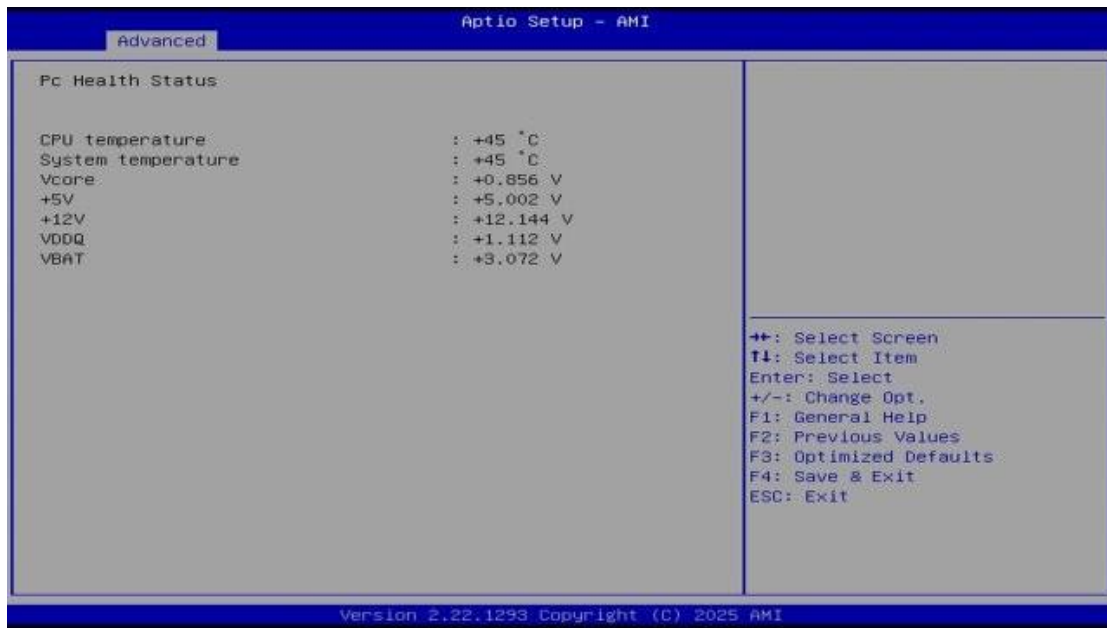 Aptio Setup - AMI
Advanced
Pc Health Status
CPU temperature : +45 °C
System temperature : +45 °C
Vcore : +0.856 V
+5V : +5.002 V
+12V : +12.144 V
VDDQ : +1.112 V
VBAT : +3.072 V
→←: Select Screen
↑↓: Select Item
Enter: Select
+/-: Change Opt.
F1: General Help
F2: Previous Values
F3: Optimized Defaults
F4: Save & Exit
ESC: Exit
Version 2.22.1293 Copyright (C) 2025 AMI